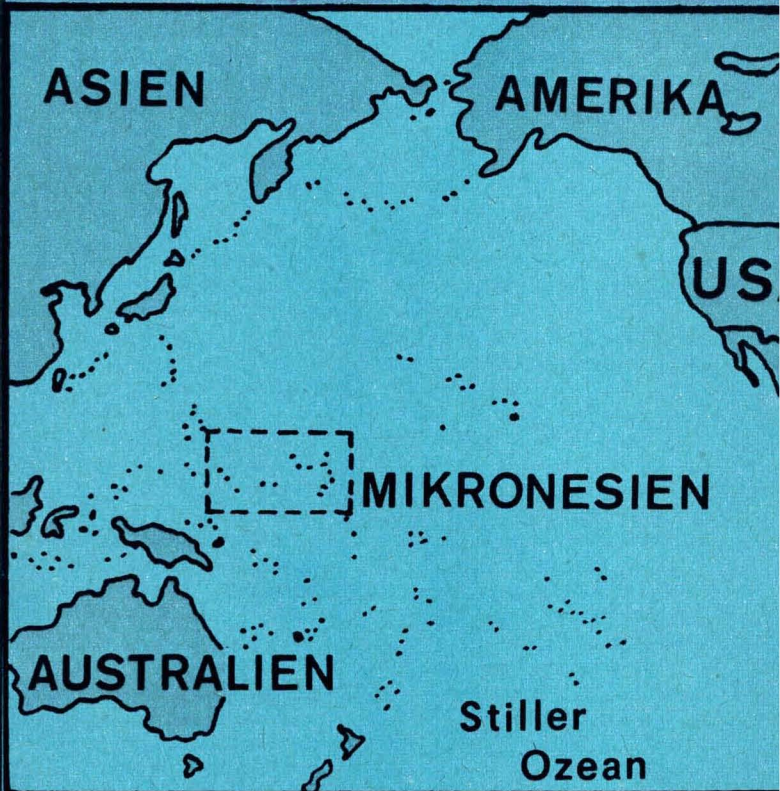 ASIEN
AMERIKA
US
MIKRONESIEN
AUSTRALIEN
Stiller
Ozean